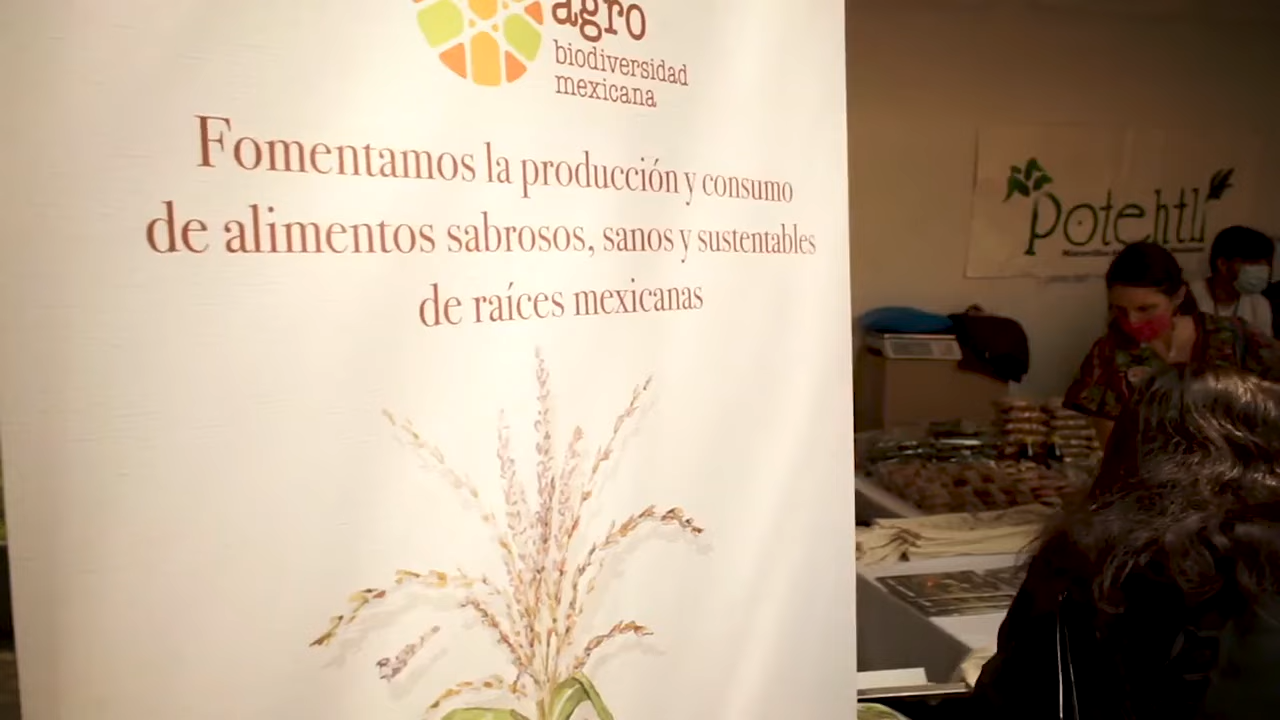 agro
biodiversidad
mexicana
Fomentamos la producción y consumo
de alimentos sabrosos, sanos y sustentables
de raíces mexicanas
Potehtli